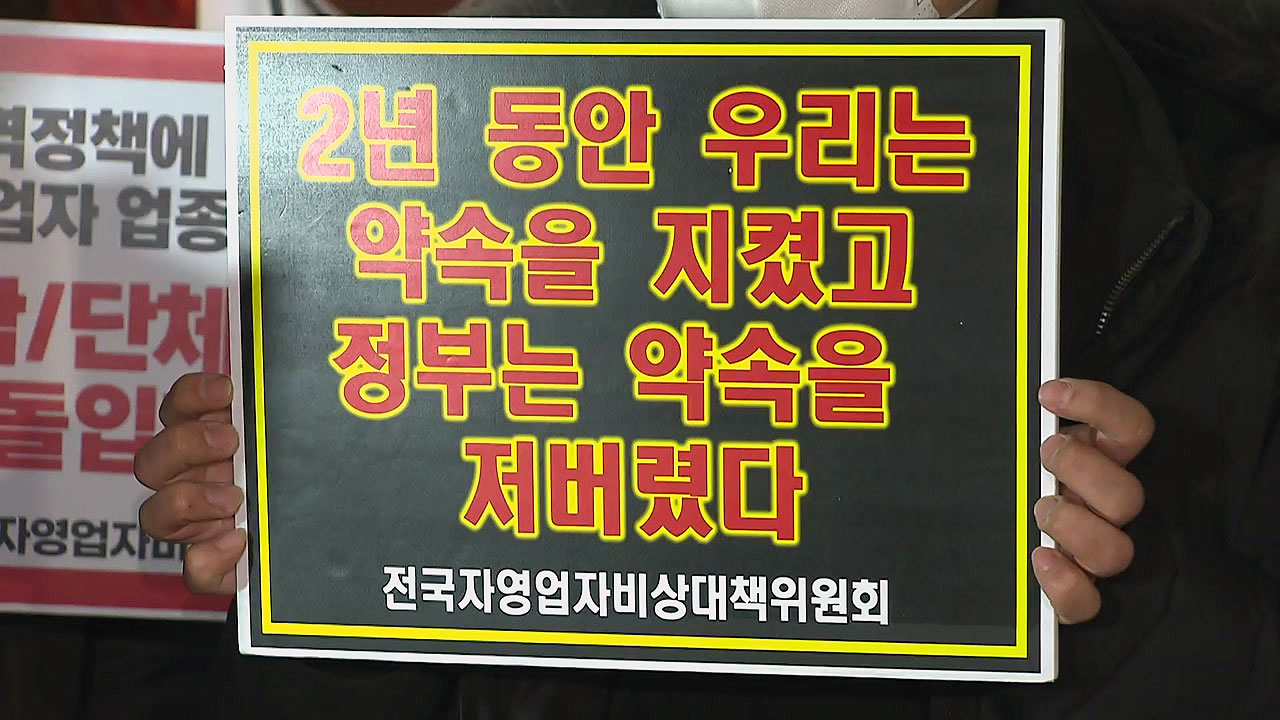 2년 동안 우리는
약속을 지켰고
정부는 약속을
저버렸다
전국자영업자비상대책위원회
역정책에
업자 업종
/단체
돌입
자영업자비